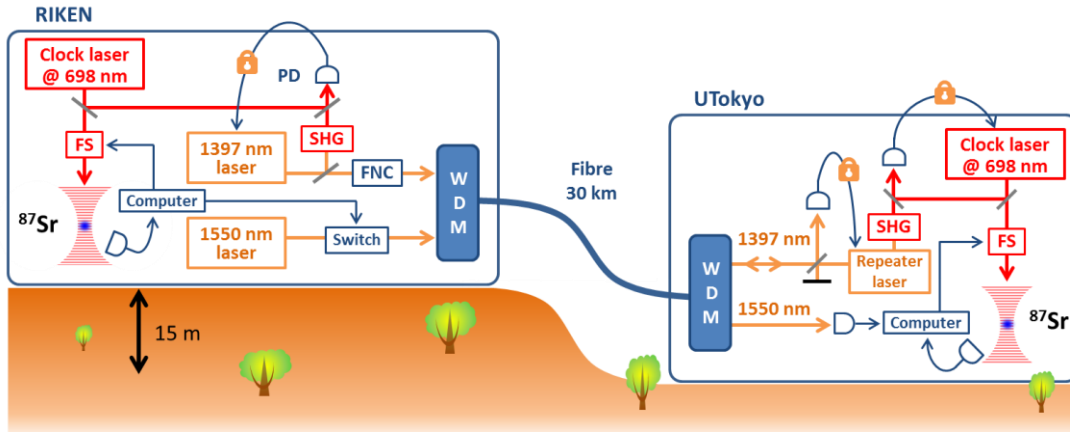 RIKEN
Clock laser
@ 698 nm
PD
FS
SHG
1397 nm
laser
FNC
⁸⁷Sr
Computer
1550 nm
laser
Switch
W
D
M
15 m
Fibre
30 km
UTokyo
Clock laser
@ 698 nm
W
D
M
1397 nm
SHG
FS
Repeater
laser
1550 nm
Computer
⁸⁷Sr